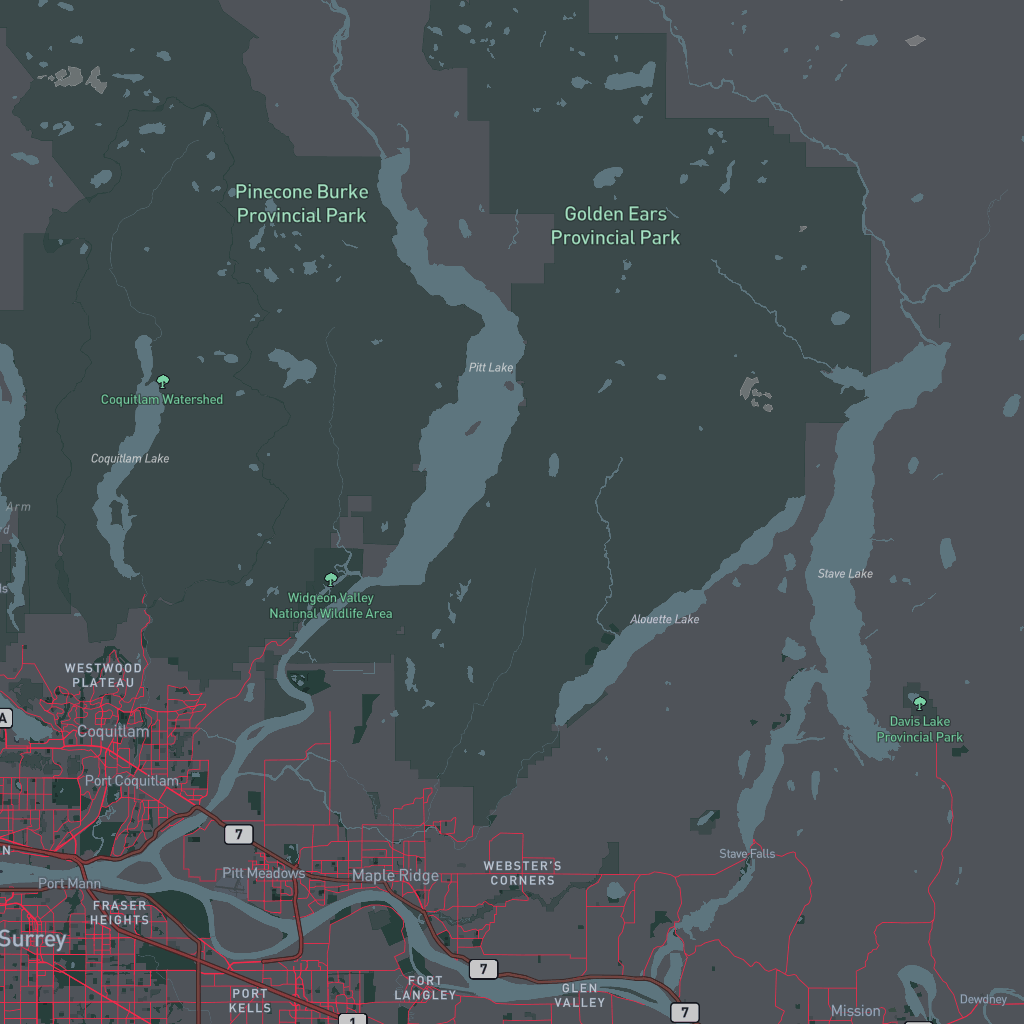 Pinecone Burke
Provincial Park
Golden Ears
Provincial Park
Pitt Lake
Coquitlam Watershed
Coquitlam Lake
Arm
Stave Lake
Widgeon Valley
National Wildlife Area
Alouette Lake
WESTWOOD
PLATEAU
Davis Lake
Provincial Park
A
Coquitlam
Port Coquitlam
7
Stave Falls
Pitt Meadows
Maple Ridge
WEBSTER'S
CORNERS
Port Mann
FRASER
HEIGHTS
Surrey
7
FORT
LANGLEY
GLEN
VALLEY
PORT
KELLS
Dewdney
7
Mission
1